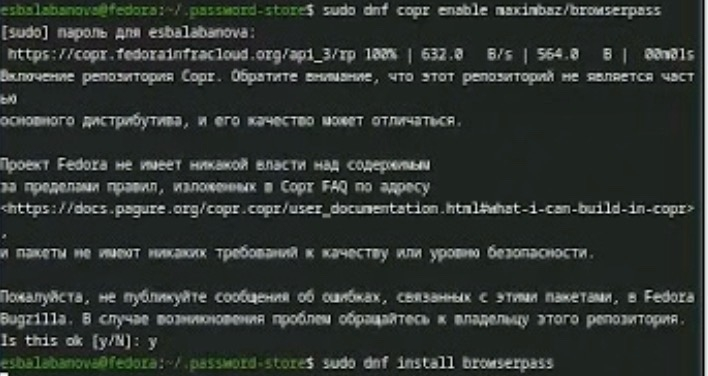 esbalabanova@fedora:~/.password-store$ sudo dnf copr enable maximbaz/browserpass
[sudo] пароль для esbalabanova:
https://copr.fedorainfracloud.org/api_3/rp 100% | 632.0   B/s | 564.0   B |  00m01s
Включение репозитория Copr. Обратите внимание, что этот репозиторий не является част
ью
основного дистрибутива, и его качество может отличаться.
Проект Fedora не имеет никакой власти над содержимым
за пределами правил, изложенных в Copr FAQ по адресу
<https://docs.pagure.org/copr.copr/user_documentation.html#what-i-can-build-in-copr>
,
и пакеты не имеют никаких требований к качеству или уровню безопасности.
Пожалуйста, не публикуйте сообщения об ошибках, связанных с этими пакетами, в Fedora
Bugzilla. В случае возникновения проблем обращайтесь к владельцу этого репозитория.
Is this ok [y/N]: y
esbalabanova@fedora:~/.password-store$ sudo dnf install browserpass